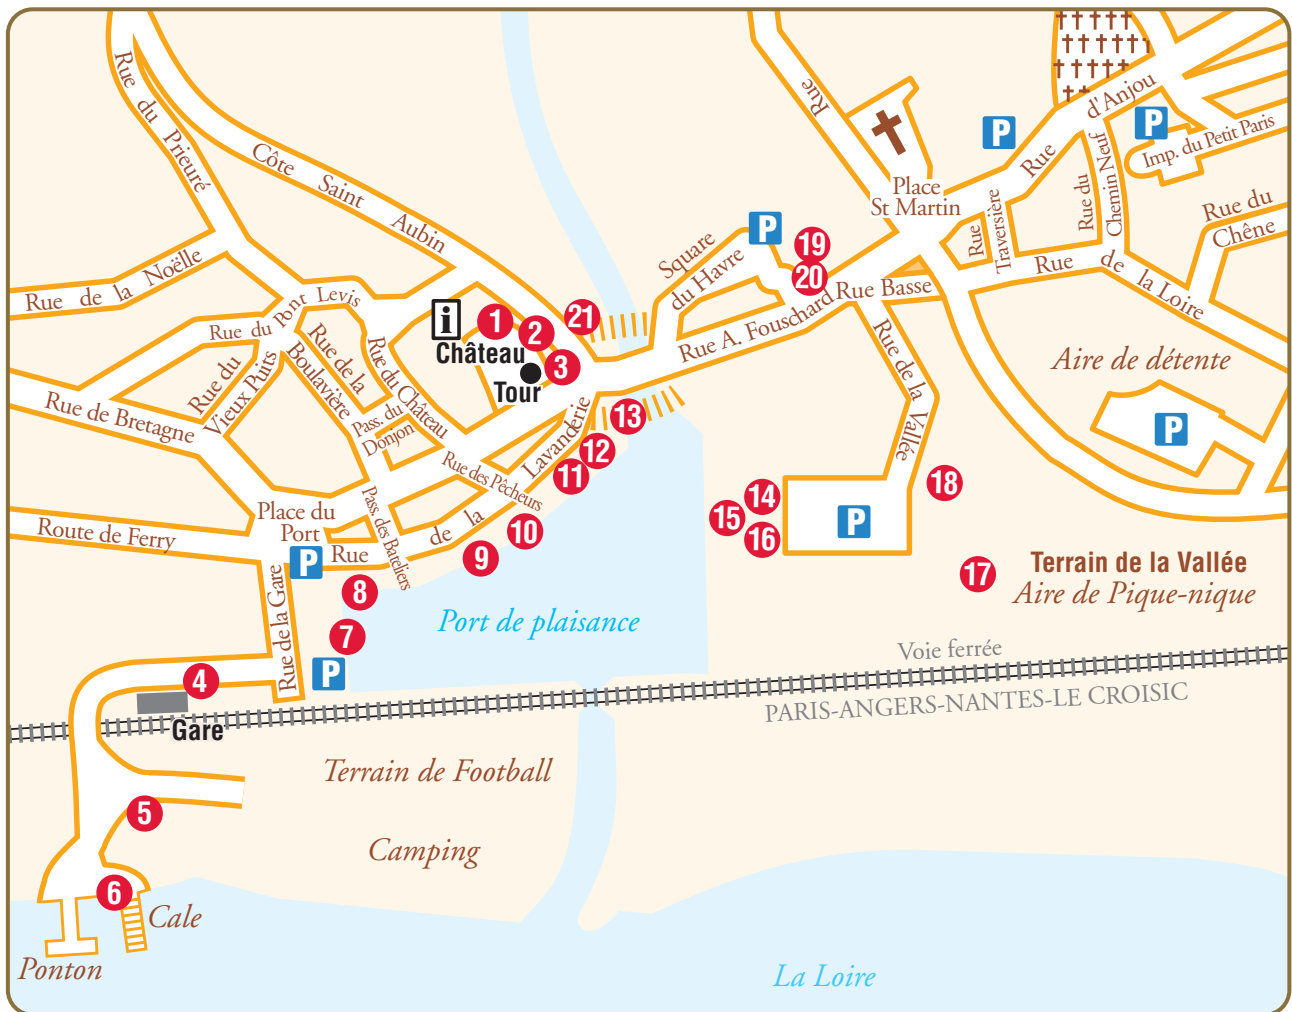 Rue du Prieuré
Côte Saint Aubin
Rue
P
d'Anjou
P
Imp. du Petit Paris
Rue
Place
St Martin
Rue
Traversière
Rue du
Chemin Neuf
Rue du
Chêne
Rue de la Noëlle
Square
du Havre
P
19
20
Rue Basse
Rue de la Loire
Rue du Pont Levis
i
1
2
3
21
Château
Tour
Rue A. Fouschard
Rue de la Vallée
Aire de détente
P
Rue du
Vieux Puits
Rue de la
Boulavière
Rue du Château
Pass. du
Donjon
Rue de Bretagne
Rue des Pêcheurs
Rue de la Lavanderie
13
12
11
10
9
8
7
Pass. des Bateliers
Place du
Port
P
Route de Ferry
14
15
16
P
18
17
Terrain de la Vallée
Aire de Pique-nique
Port de plaisance
Rue de la Gare
P
4
Gare
Voie ferrée
PARIS-ANGERS-NANTES-LE CROISIC
Terrain de Football
5
Camping
6
Cale
Ponton
La Loire